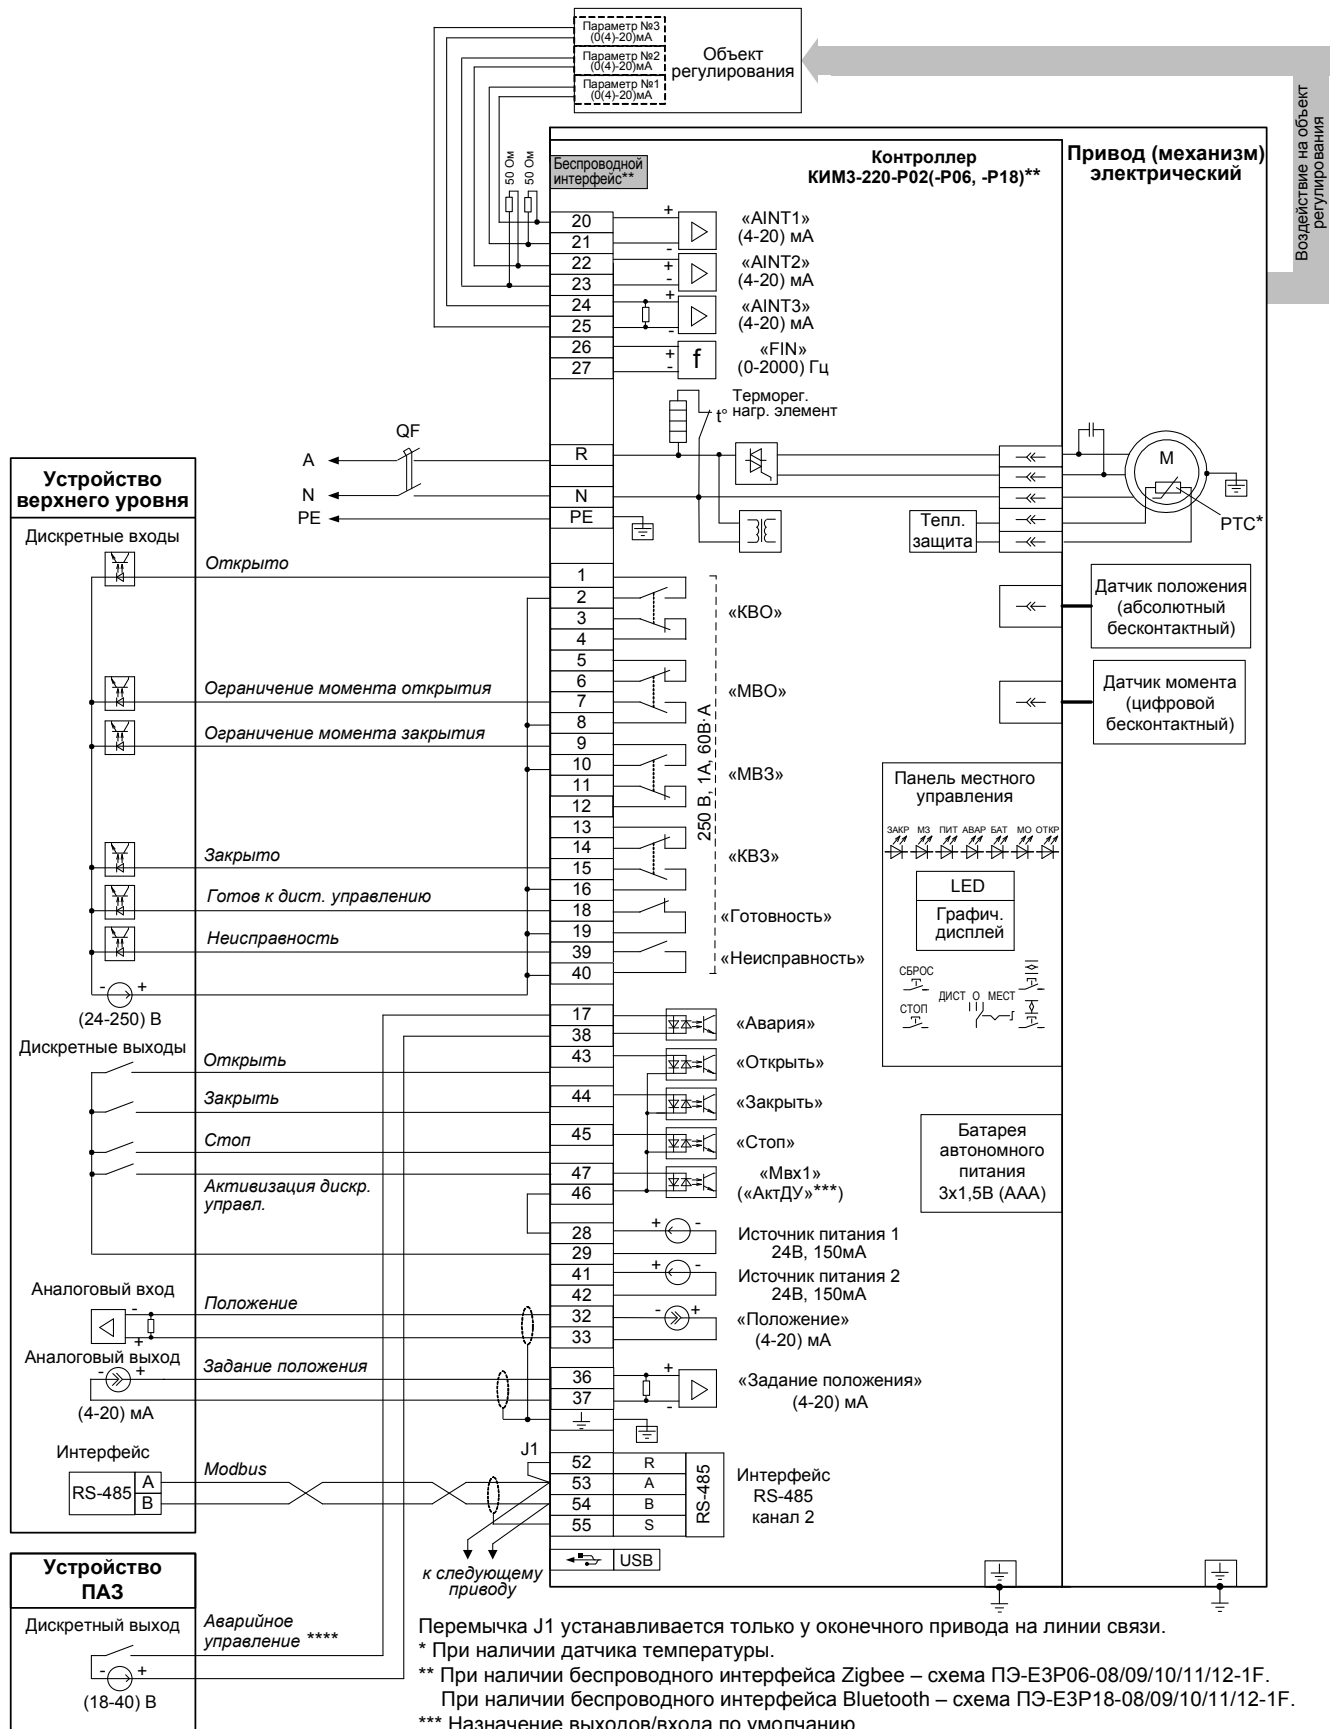 Параметр №3
(0(4)-20)мА
Параметр №2
(0(4)-20)мА
Параметр №1
(0(4)-20)мА
Объект
регулирования
Воздействие на объект
регулирования
50 Ом
50 Ом
Беспроводной
интерфейс**
Контроллер
КИМ3-220-Р02(-Р06, -Р18)**
Привод (механизм)
электрический
20
21
22
23
24
25
26
27
+
-
«AINT1»
(4-20) мА
+
-
«AINT2»
(4-20) мА
+
-
«AINT3»
(4-20) мА
+
-
f
«FIN»
(0-2000) Гц
t°
Терморег.
нагр. элемент
QF
A
N
PE
R
N
PE
M
PTC*
Тепл.
защита
Устройство
верхнего уровня
Дискретные входы
Открыто
Ограничение момента открытия
Ограничение момента закрытия
Закрыто
Готов к дист. управлению
Неисправность
- +
(24-250) В
1
2
3
4
5
6
7
8
9
10
11
12
13
14
15
16
18
19
39
40
«КВО»
«МВО»
«МВЗ»
«КВЗ»
«Готовность»
«Неисправность»
250 В, 1А, 60В·А
Датчик положения
(абсолютный
бесконтактный)
Датчик момента
(цифровой
бесконтактный)
Панель местного
управления
ЗАКР МЗ ПИТ АВАР БАТ МО ОТКР
LED
Графич.
дисплей
СБРОС
СТОП
ДИСТ О МЕСТ
Дискретные выходы
Открыть
Закрыть
Стоп
Активизация дискр.
управл.
17
38
43
44
45
47
46
28
29
41
42
32
33
36
37
«Авария»
«Открыть»
«Закрыть»
«Стоп»
«Мвх1»
(«АктДУ»***)
+ -
Источник питания 1
24В, 150мА
+ -
Источник питания 2
24В, 150мА
- +
«Положение»
(4-20) мА
+
-
«Задание положения»
(4-20) мА
Батарея
автономного
питания
3х1,5В (ААА)
Аналоговый вход
-
+
Положение
Аналоговый выход
- +
Задание положения
(4-20) мА
Интерфейс
RS-485
A
B
Modbus
J1
52
53
54
55
R
A
B
S
RS-485
Интерфейс
RS-485
канал 2
USB
к следующему
приводу
Устройство
ПАЗ
Дискретный выход
Аварийное
управление ****
- +
(18-40) В
Перемычка J1 устанавливается только у оконечного привода на линии связи.
* При наличии датчика температуры.
** При наличии беспроводного интерфейса Zigbee – схема ПЭ-Е3Р06-08/09/10/11/12-1F.
При наличии беспроводного интерфейса Bluetooth – схема ПЭ-Е3Р18-08/09/10/11/12-1F.
*** Назначение выходов/входа по умолчанию